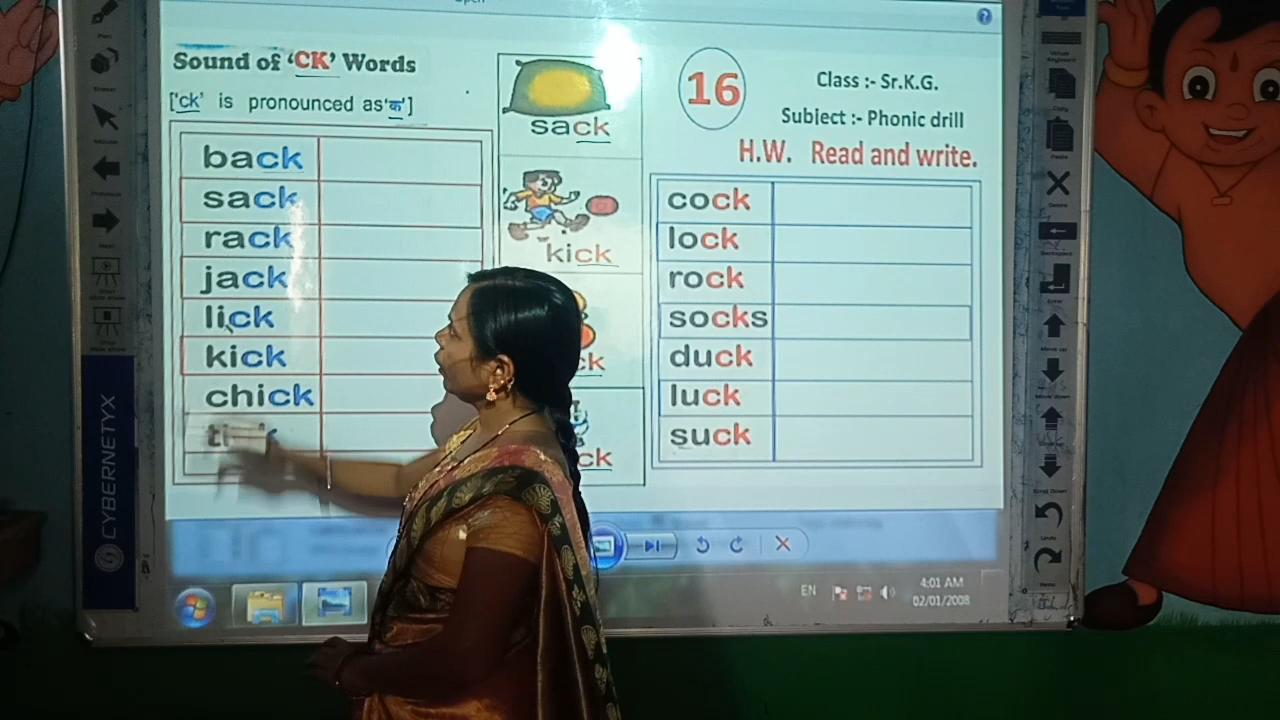 Sound of 'CK' Words
['ck' is pronounced as 'क']
back
sack
rack
jack
lick
kick
chick
sack
kick
ck
ck
16
Class :- Sr.K.G.
Subject :- Phonic drill
H.W. Read and write.
cock
lock
rock
socks
duck
luck
suck
CYBERNETYX
EN
4:01 AM
02/01/2008